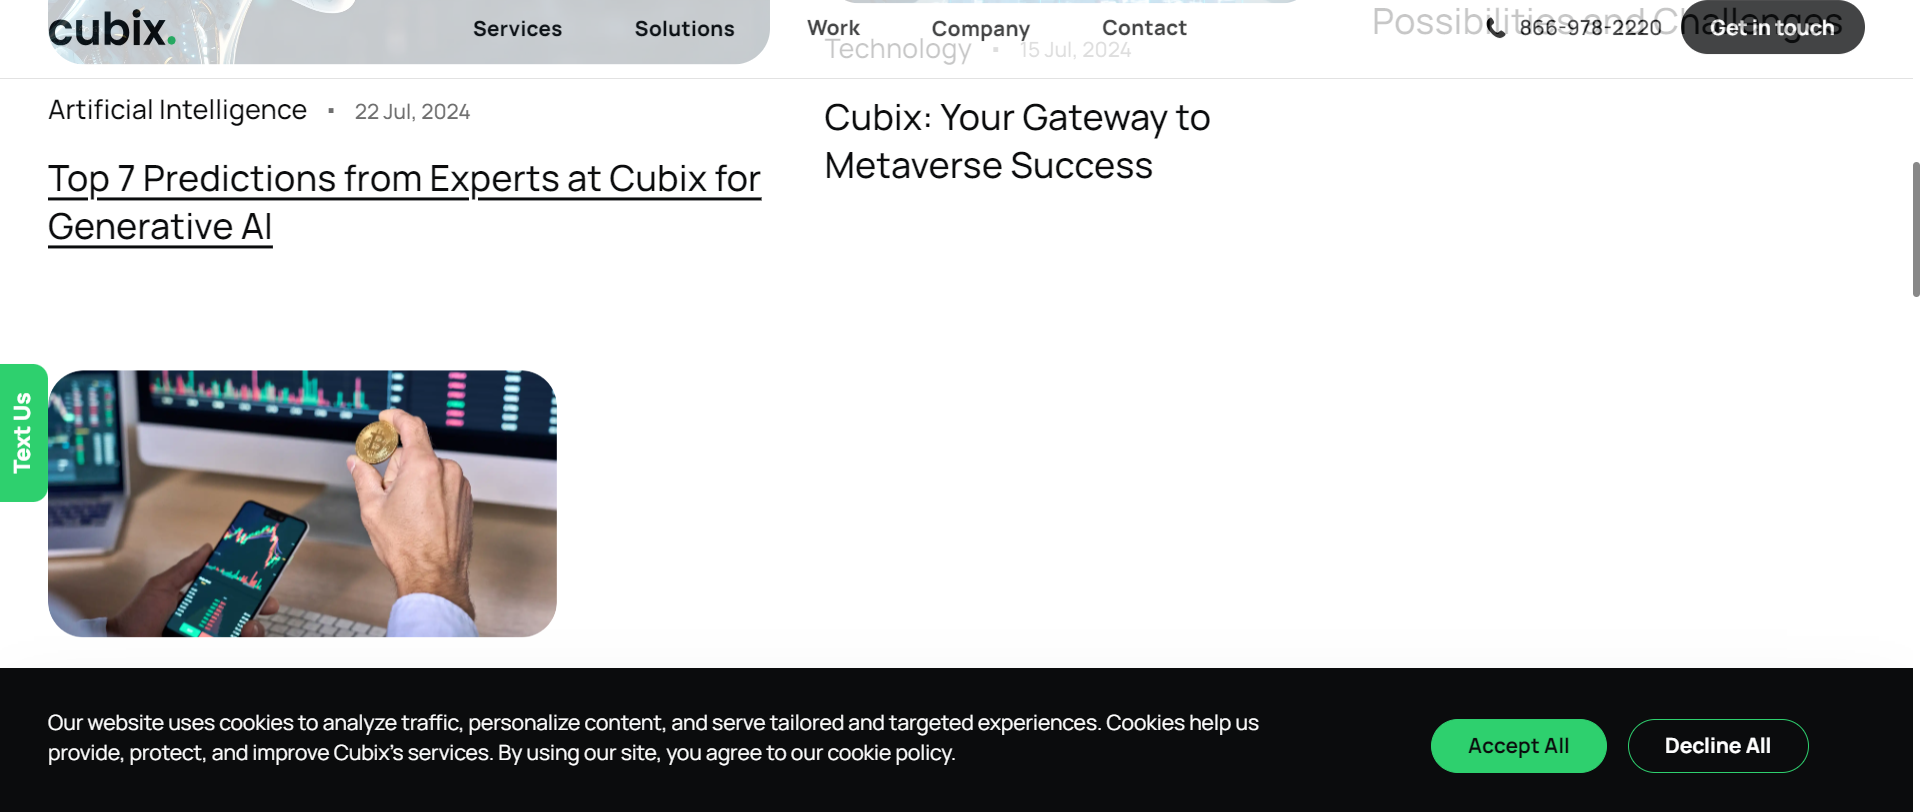 cubix.
Services
Solutions
Work
Company
Contact
866-978-2220
Get in touch
Possibilities and Challenges
Technology · 15 Jul, 2024
Artificial Intelligence · 22 Jul, 2024
Top 7 Predictions from Experts at Cubix for
Generative AI
Cubix: Your Gateway to
Metaverse Success
Text Us
Our website uses cookies to analyze traffic, personalize content, and serve tailored and targeted experiences. Cookies help us
provide, protect, and improve Cubix’s services. By using our site, you agree to our cookie policy.
Accept All
Decline All